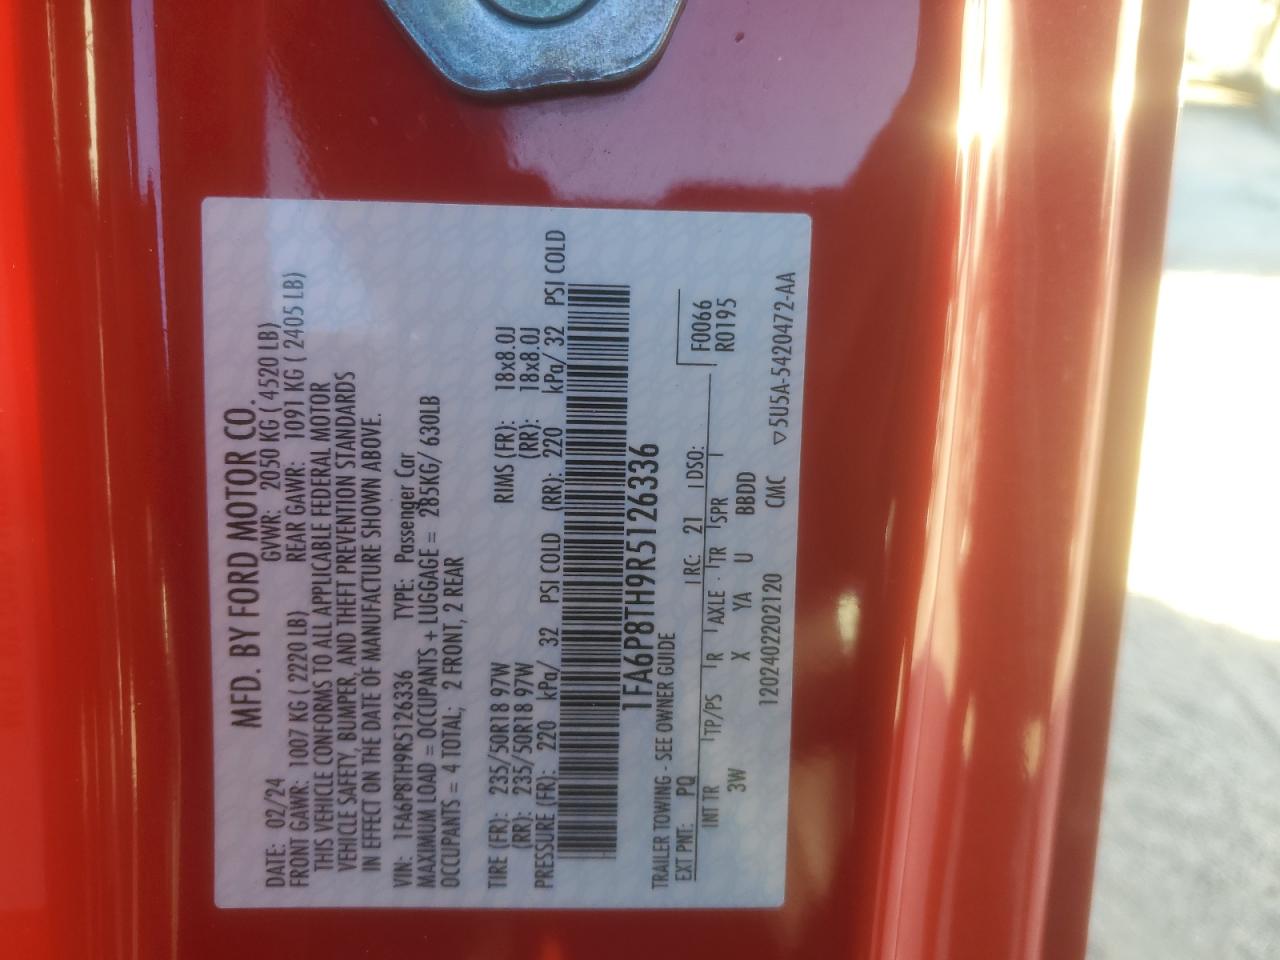 MFD. BY FORD MOTOR CO.
DATE: 02/24 GVWR: 2050 KG ( 4520 LB)
FRONT GAWR: 1007 KG ( 2220 LB) REAR GAWR: 1091 KG ( 2405 LB)
THIS VEHICLE CONFORMS TO ALL APPLICABLE FEDERAL MOTOR
VEHICLE SAFETY, BUMPER, AND THEFT PREVENTION STANDARDS
IN EFFECT ON THE DATE OF MANUFACTURE SHOWN ABOVE.
VIN: 1FA6P8TH9R5126336 TYPE: Passenger Car
MAXIMUM LOAD = OCCUPANTS + LUGGAGE = 285KG/ 630LB
OCCUPANTS = 4 TOTAL; 2 FRONT, 2 REAR
TIRE (FR): 235/50R18 97W RIMS (FR): 18x8.0J
(RR): 235/50R18 97W (RR): 18x8.0J
PRESSURE (FR): 220 kPa/ 32 PSI COLD (RR): 220 kPa/ 32 PSI COLD
1FA6P8TH9R5126336
TRAILER TOWING - SEE OWNER GUIDE
EXT PNT: PQ RC: 21 DSO: F0066
R0195
INT TR TP/PS R AXLE TR SPR
3W X YA U BBDD
1202402202120 CMC ▽5U5A-5420472-AA